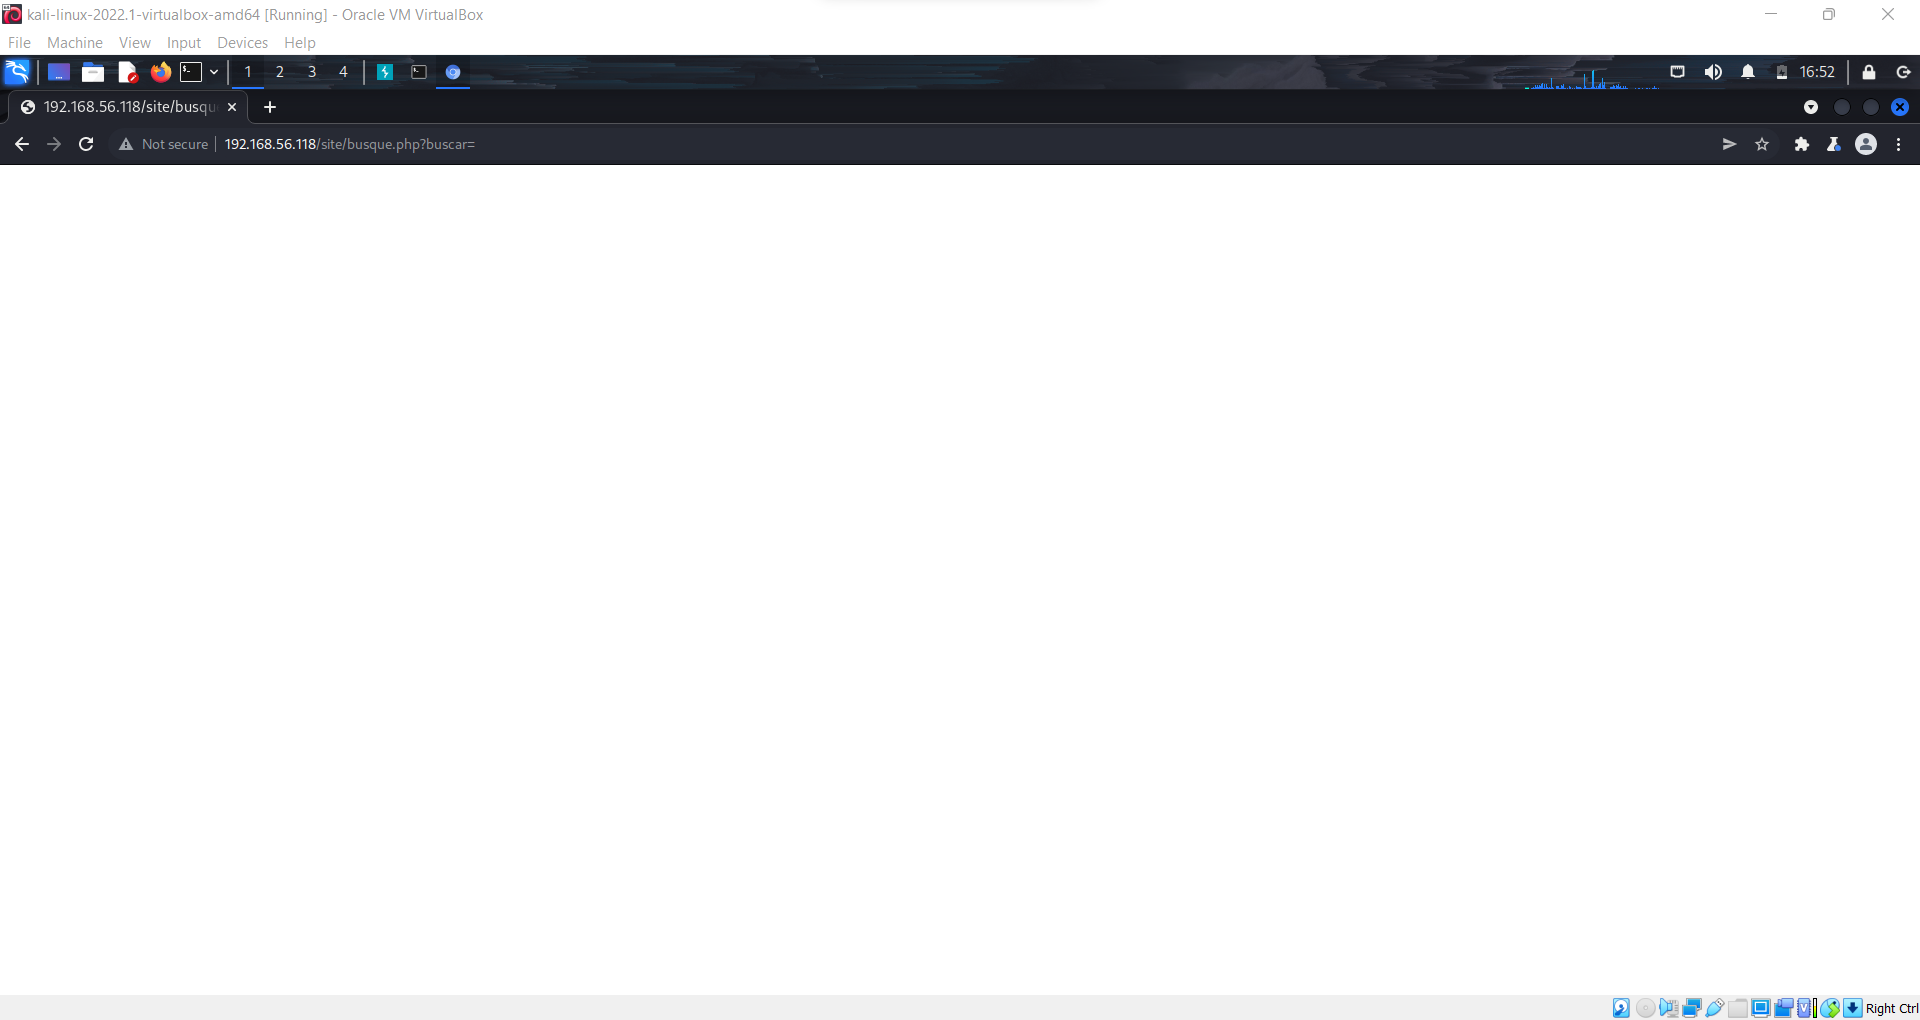 kali-linux-2022.1-virtualbox-amd64 [Running] - Oracle VM VirtualBox
File Machine View Input Devices Help
1 2 3 4 16:52
192.168.56.118/site/busqu
Not secure 192.168.56.118/site/busque.php?buscar=
Right Ctrl